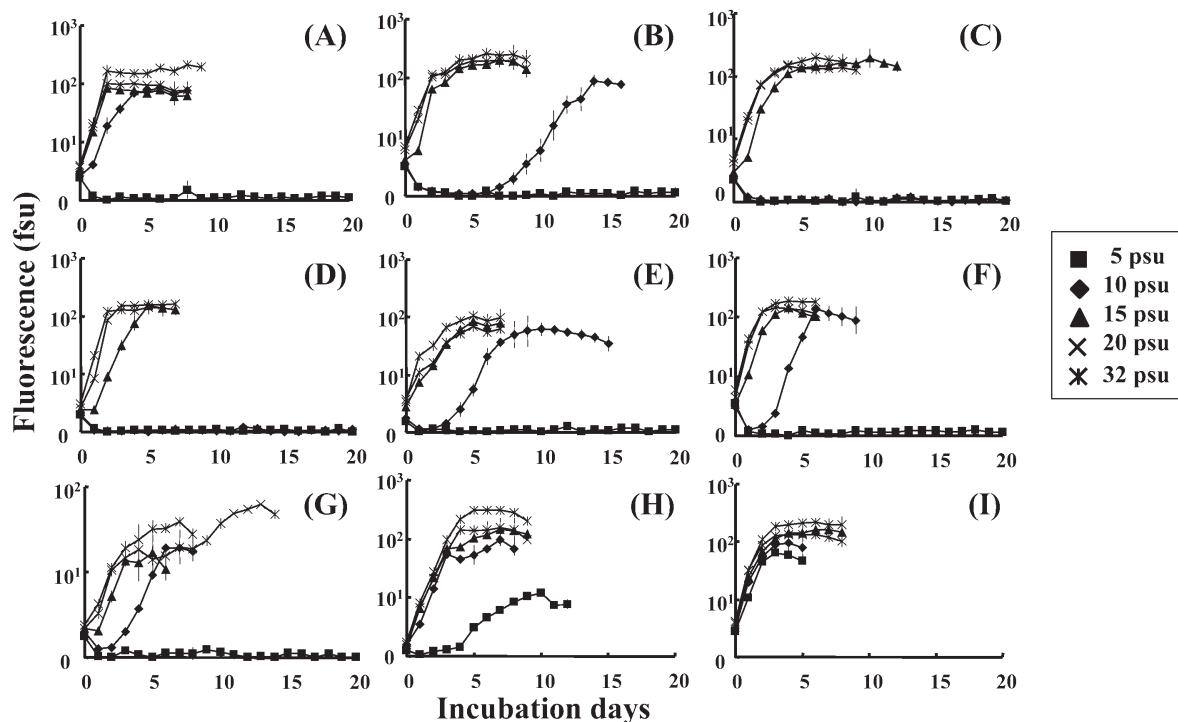 Fluorescence (fsu)
(A)
10³
10²
10¹
0
0 5 10 15 20
(B)
10³
10²
10¹
0
0 5 10 15 20
(C)
10³
10²
10¹
0
0 5 10 15 20
(D)
10³
10²
10¹
0
0 5 10 15 20
(E)
10³
10²
10¹
0
0 5 10 15 20
(F)
10³
10²
10¹
0
0 5 10 15 20
(G)
10²
10¹
0
0 5 10 15 20
(H)
10³
10²
10¹
0
0 5 10 15 20
(I)
10³
10²
10¹
0
0 5 10 15 20
5 psu
10 psu
15 psu
20 psu
32 psu
Incubation days